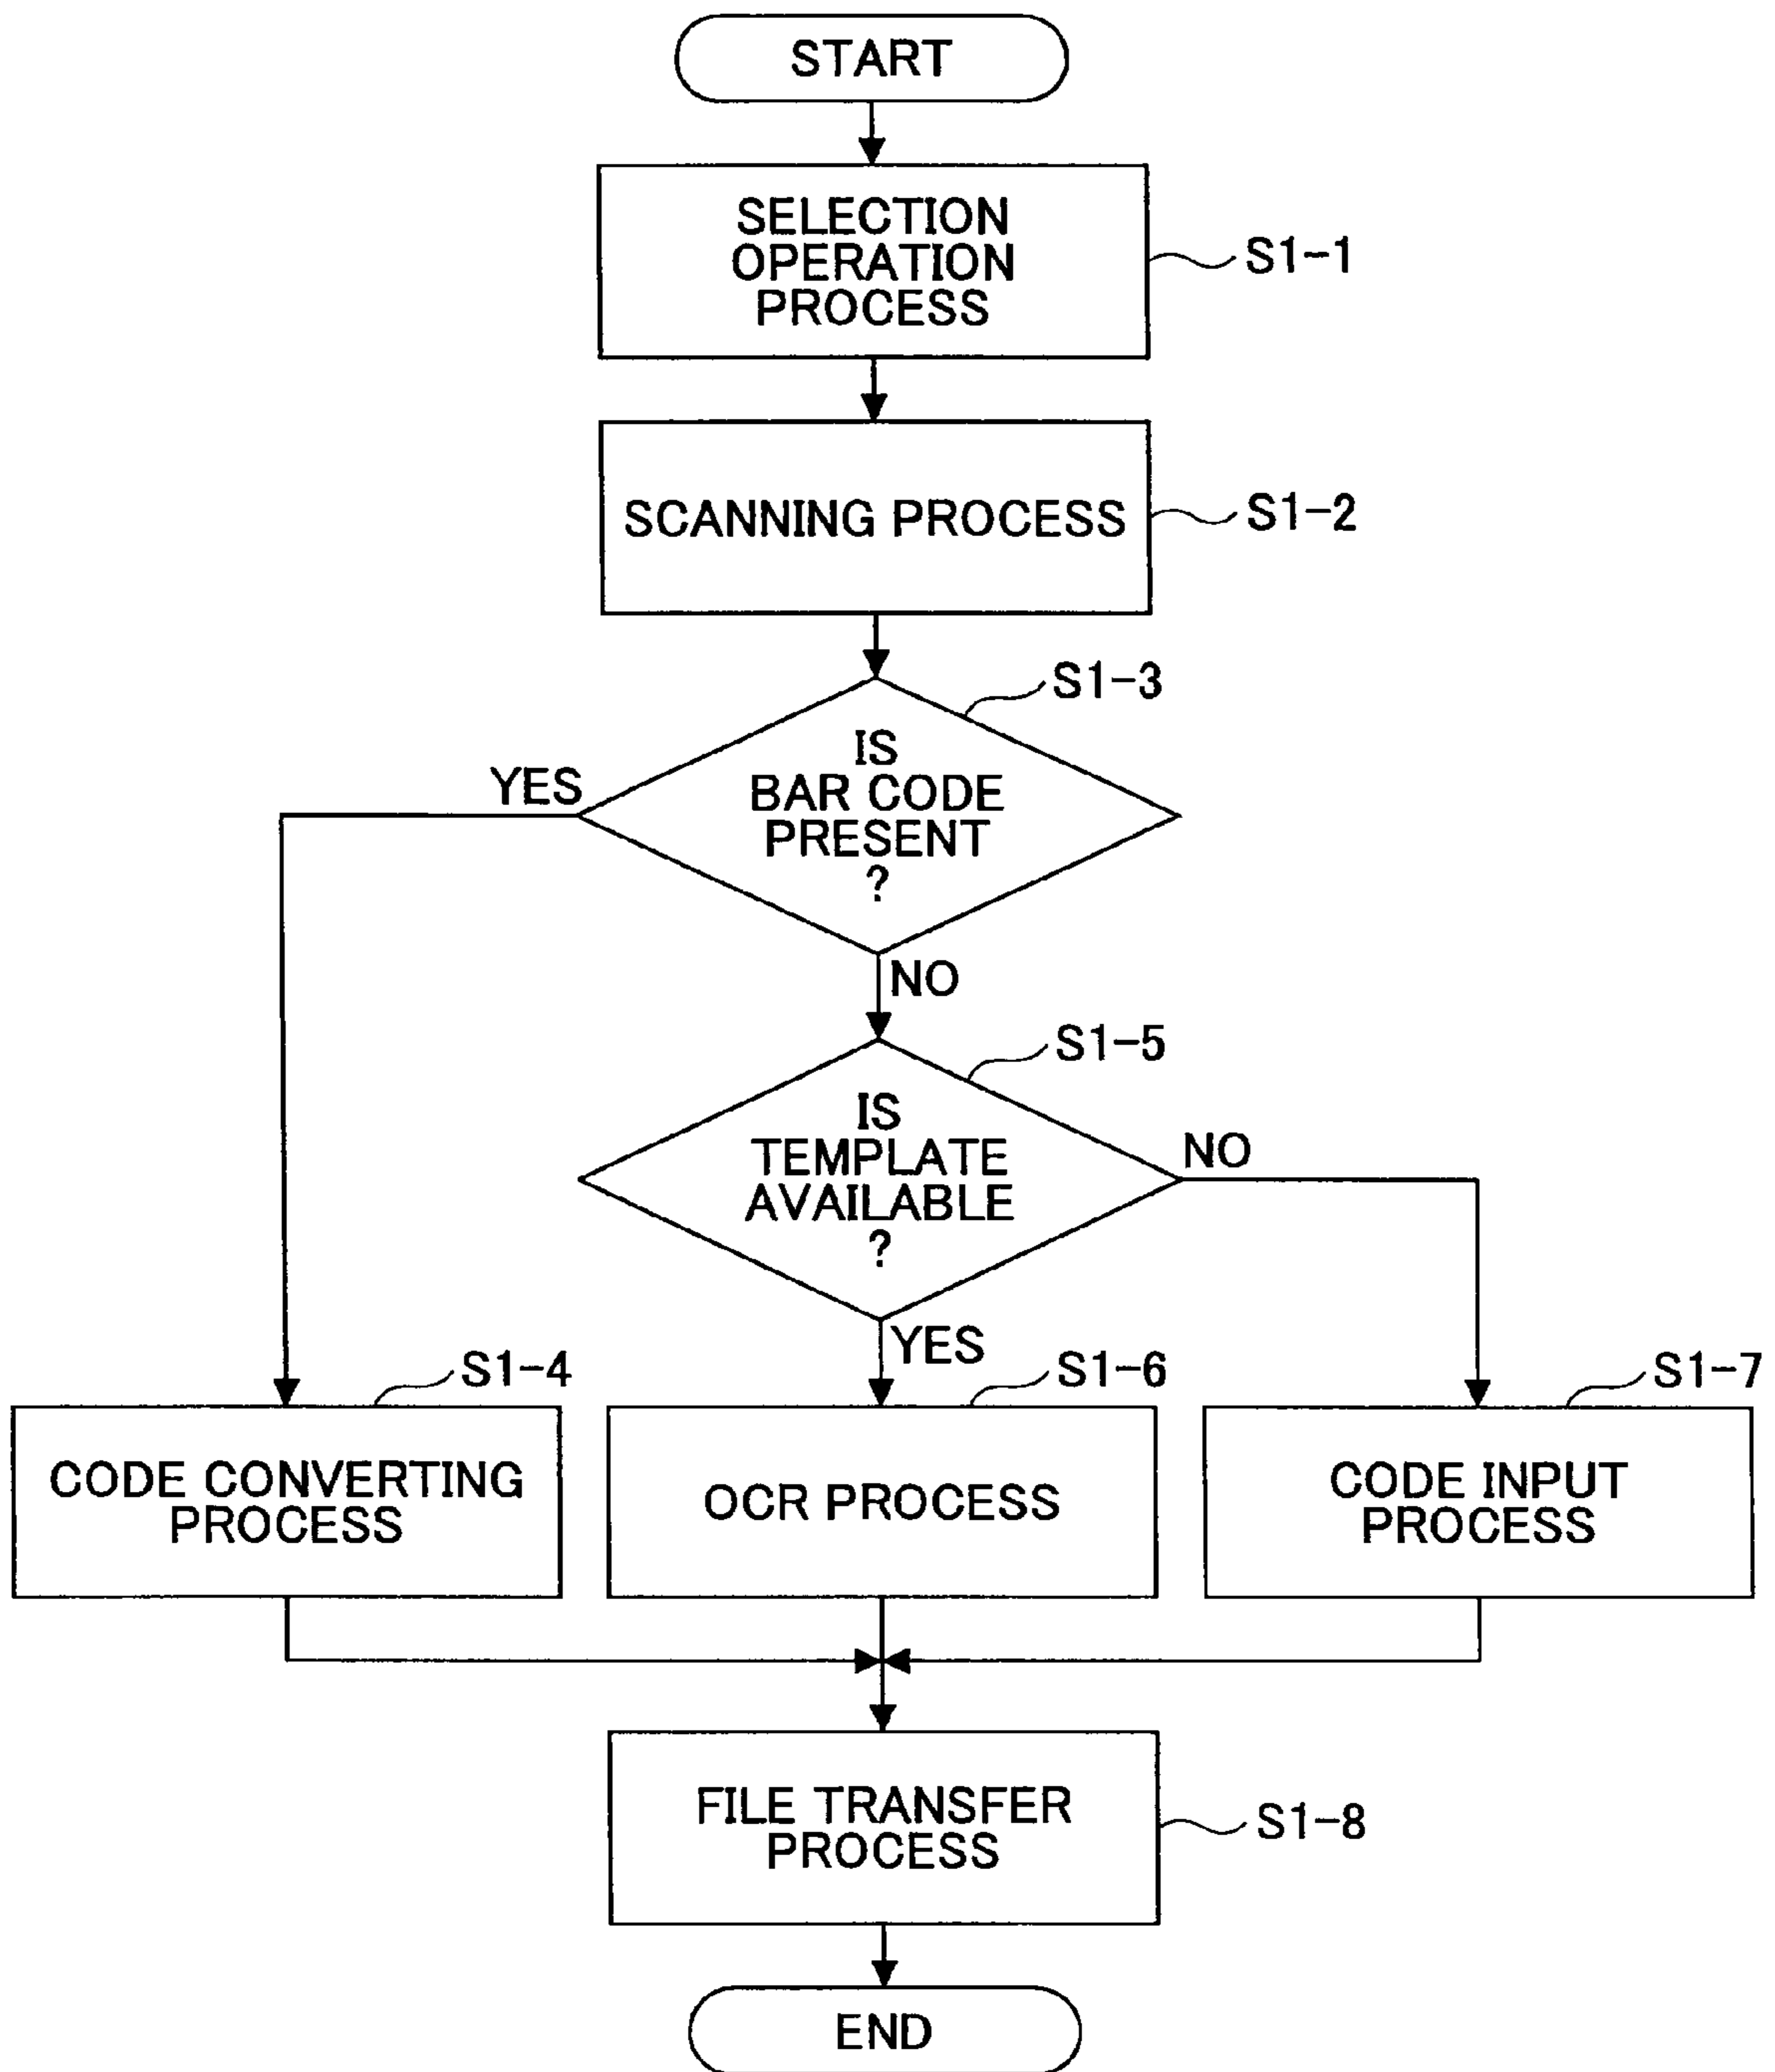 START
SELECTION
OPERATION
PROCESS
S1-1
SCANNING PROCESS
S1-2
S1-3
IS
BAR CODE
PRESENT
?
YES
NO
S1-5
IS
TEMPLATE
AVAILABLE
?
NO
YES
S1-4
S1-6
S1-7
CODE CONVERTING
PROCESS
OCR PROCESS
CODE INPUT
PROCESS
FILE TRANSFER
PROCESS
S1-8
END